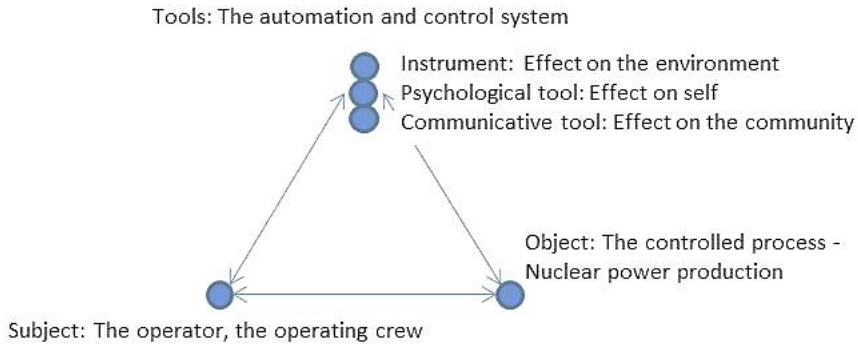 Tools: The automation and control system
Instrument: Effect on the environment
Psychological tool: Effect on self
Communicative tool: Effect on the community
Object: The controlled process -
Nuclear power production
Subject: The operator, the operating crew